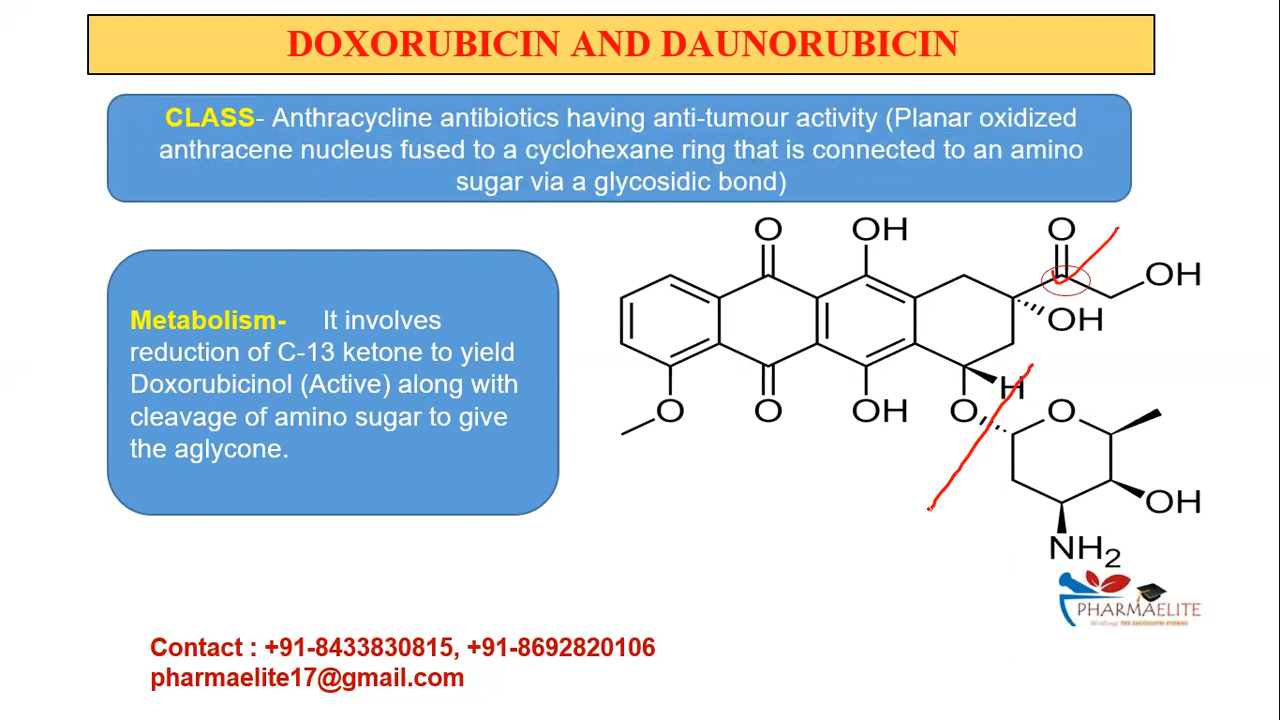 DOXORUBICIN AND DAUNORUBICIN
CLASS- Anthracycline antibiotics having anti-tumour activity (Planar oxidized
anthracene nucleus fused to a cyclohexane ring that is connected to an amino
sugar via a glycosidic bond)
Metabolism- It involves
reduction of C-13 ketone to yield
Doxorubicinol (Active) along with
cleavage of amino sugar to give
the aglycone.
O OH O
OH
OH
H
O O OH O O
OH
NH2
PHARMAELITE
Contact : +91-8433830815, +91-8692820106
pharmaelite17@gmail.com